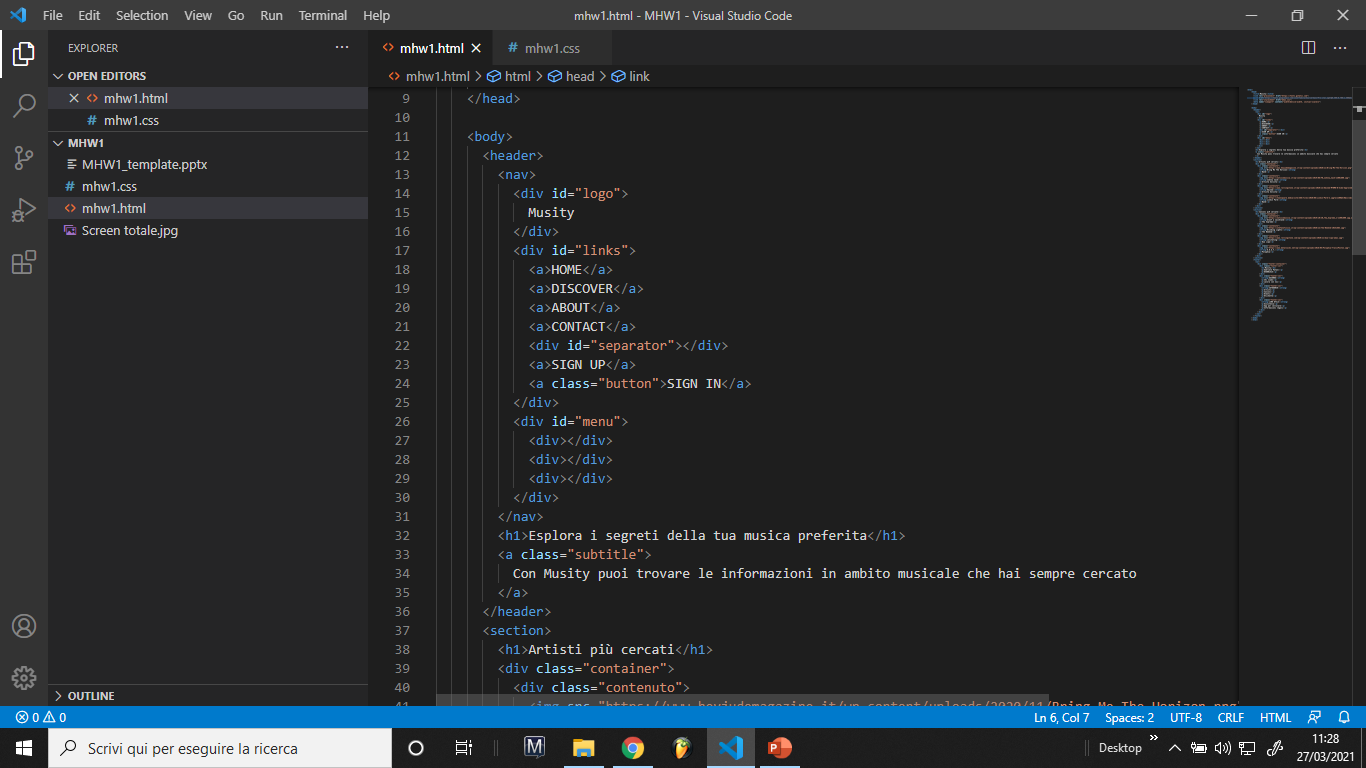 File Edit Selection View Go Run Terminal Help mhw1.html - MHW1 - Visual Studio Code
EXPLORER ···
OPEN EDITORS
mhw1.html
mhw1.css
MHW1
MHW1_template.pptx
mhw1.css
mhw1.html
Screen totale.jpg
OUTLINE
mhw1.html mhw1.css
mhw1.html > html > head > link
9 </head>
10
11 <body>
12 <header>
13 <nav>
14 <div id="logo">
15 Musity
16 </div>
17 <div id="links">
18 <a>HOME</a>
19 <a>DISCOVER</a>
20 <a>ABOUT</a>
21 <a>CONTACT</a>
22 <div id="separator"></div>
23 <a>SIGN UP</a>
24 <a class="button">SIGN IN</a>
25 </div>
26 <div id="menu">
27 <div></div>
28 <div></div>
29 <div></div>
30 </div>
31 </nav>
32 <h1>Esplora i segreti della tua musica preferita</h1>
33 <a class="subtitle">
34 Con Musity puoi trovare le informazioni in ambito musicale che hai sempre cercato
35 </a>
36 </header>
37 <section>
38 <h1>Artisti più cercati</h1>
39 <div class="container">
40 <div class="contenuto">
0 0 Ln 6, Col 7 Spaces: 2 UTF-8 CRLF HTML
Scrivi qui per eseguire la ricerca
Desktop
11:28
27/03/2021